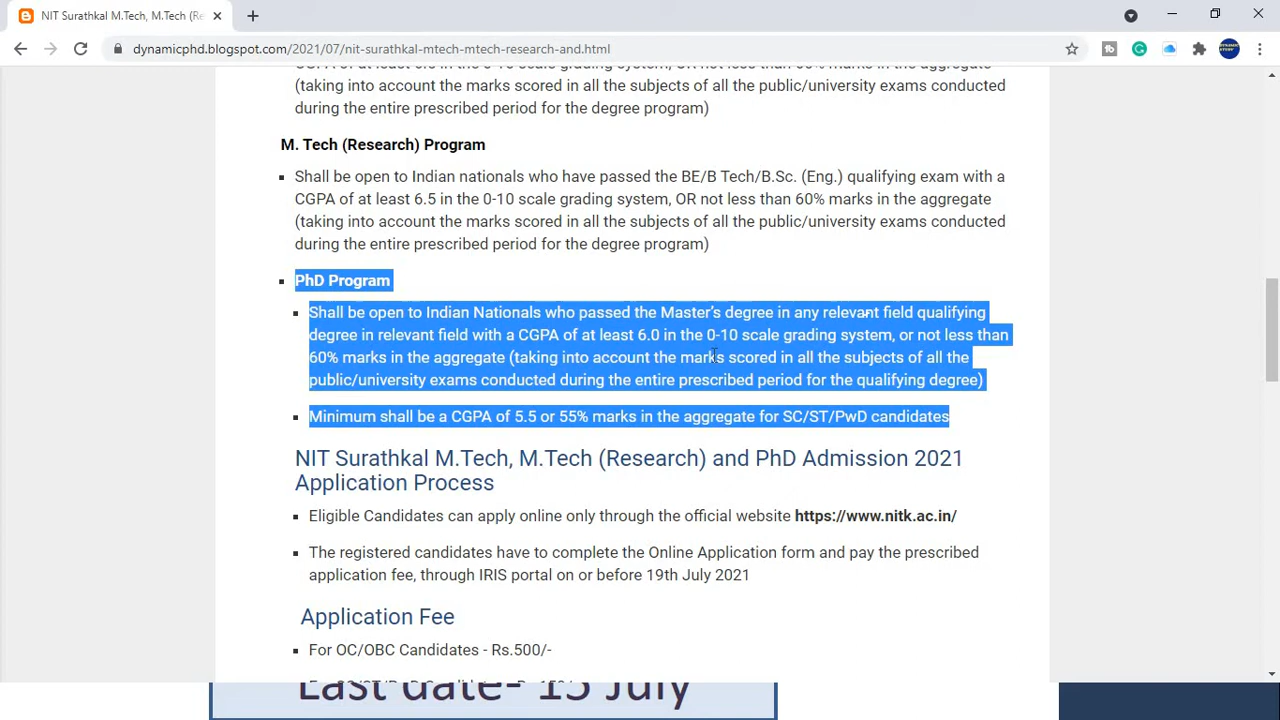 NIT Surathkal M.Tech, M.Tech (Re
dynamicphd.blogspot.com/2021/07/nit-surathkal-mtech-mtech-research-and.html
(taking into account the marks scored in all the subjects of all the public/university exams conducted
during the entire prescribed period for the degree program)
M. Tech (Research) Program
Shall be open to Indian nationals who have passed the BE/B Tech/B.Sc. (Eng.) qualifying exam with a
CGPA of at least 6.5 in the 0-10 scale grading system, OR not less than 60% marks in the aggregate
(taking into account the marks scored in all the subjects of all the public/university exams conducted
during the entire prescribed period for the degree program)
PhD Program
Shall be open to Indian Nationals who passed the Master's degree in any relevant field qualifying
degree in relevant field with a CGPA of at least 6.0 in the 0-10 scale grading system, or not less than
60% marks in the aggregate (taking into account the marks scored in all the subjects of all the
public/university exams conducted during the entire prescribed period for the qualifying degree)
Minimum shall be a CGPA of 5.5 or 55% marks in the aggregate for SC/ST/PwD candidates
NIT Surathkal M.Tech, M.Tech (Research) and PhD Admission 2021
Application Process
Eligible Candidates can apply online only through the official website https://www.nitk.ac.in/
The registered candidates have to complete the Online Application form and pay the prescribed
application fee, through IRIS portal on or before 19th July 2021
Application Fee
For OC/OBC Candidates - Rs.500/-
Last date- 15 July